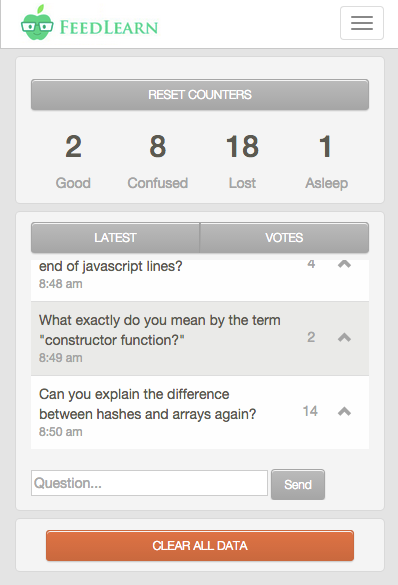 FEEDLEARN
RESET COUNTERS
2 8 18 1
Good Confused Lost Asleep
LATEST VOTES
end of javascript lines? 4
8:48 am
What exactly do you mean by the term
"constructor function?" 2
8:49 am
Can you explain the difference
between hashes and arrays again? 14
8:50 am
Question... Send
CLEAR ALL DATA